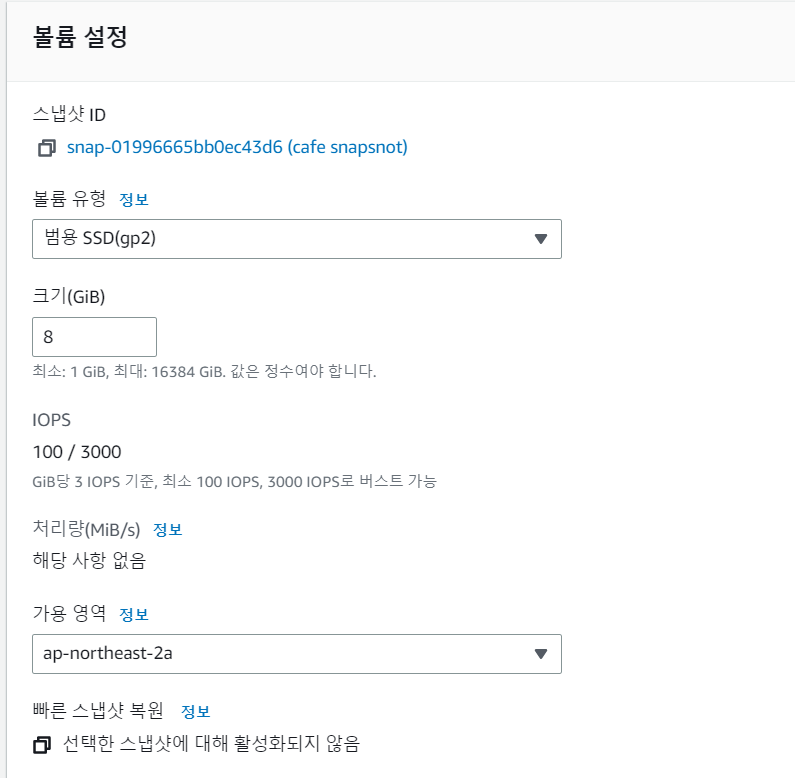 볼륨 설정
스냅샷 ID
snap-01996665bb0ec43d6 (cafe snapsnot)
볼륨 유형 정보
범용 SSD(gp2)
크기(GiB)
8
최소: 1 GiB, 최대: 16384 GiB. 값은 정수여야 합니다.
IOPS
100 / 3000
GiB당 3 IOPS 기준, 최소 100 IOPS, 3000 IOPS로 버스트 가능
처리량(MiB/s) 정보
해당 사항 없음
가용 영역 정보
ap-northeast-2a
빠른 스냅샷 복원 정보
선택한 스냅샷에 대해 활성화되지 않음